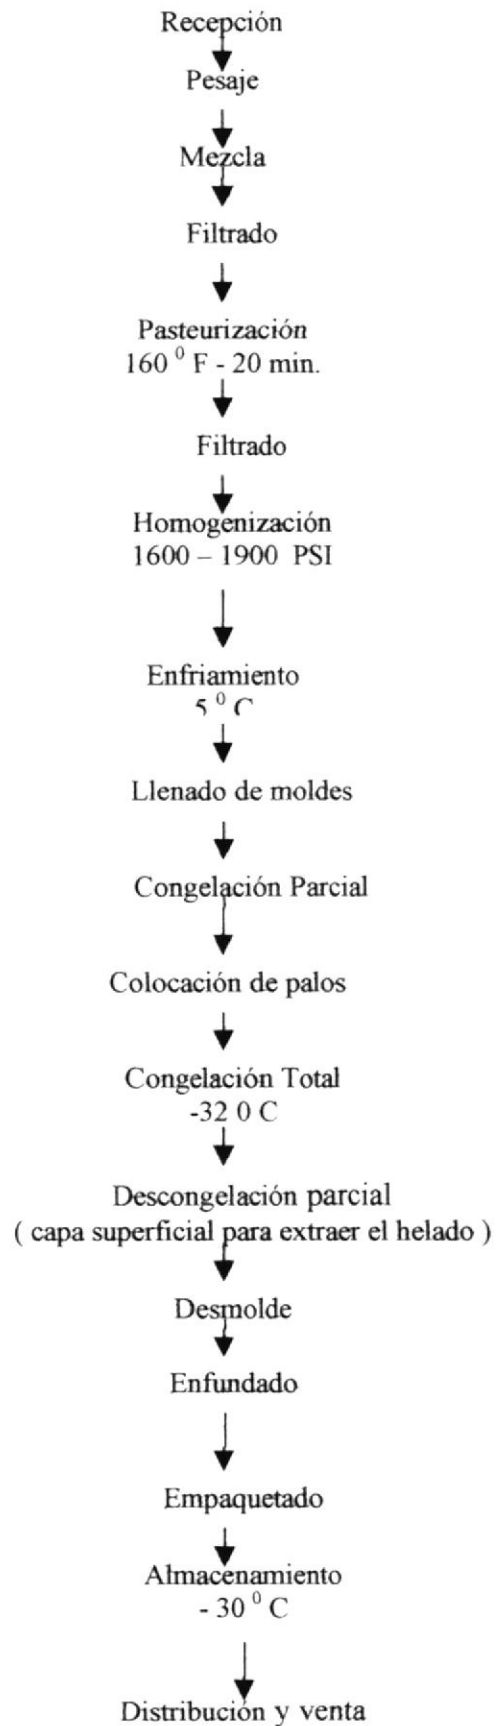 Recepción
Pesaje
Mezcla
Filtrado
Pasteurización
160 ⁰ F - 20 min.
Filtrado
Homogenización
1600 – 1900 PSI
Enfriamiento
5 ⁰ C
Llenado de moldes
Congelación Parcial
Colocación de palos
Congelación Total
-32 0 C
Descongelación parcial
( capa superficial para extraer el helado )
Desmolde
Enfundado
Empaquetado
Almacenamiento
- 30 ⁰ C
Distribución y venta